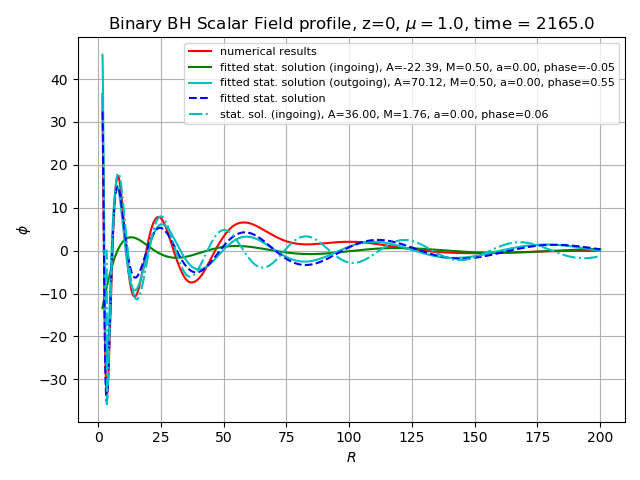 Binary BH Scalar Field profile, z=0, μ = 1.0, time = 2165.0
numerical results
fitted stat. solution (ingoing), A=-22.39, M=0.50, a=0.00, phase=-0.05
fitted stat. solution (outgoing), A=70.12, M=0.50, a=0.00, phase=0.55
fitted stat. solution
stat. sol. (ingoing), A=36.00, M=1.76, a=0.00, phase=0.06
40
30
20
10
0
−10
−20
−30
ϕ
0 25 50 75 100 125 150 175 200
R